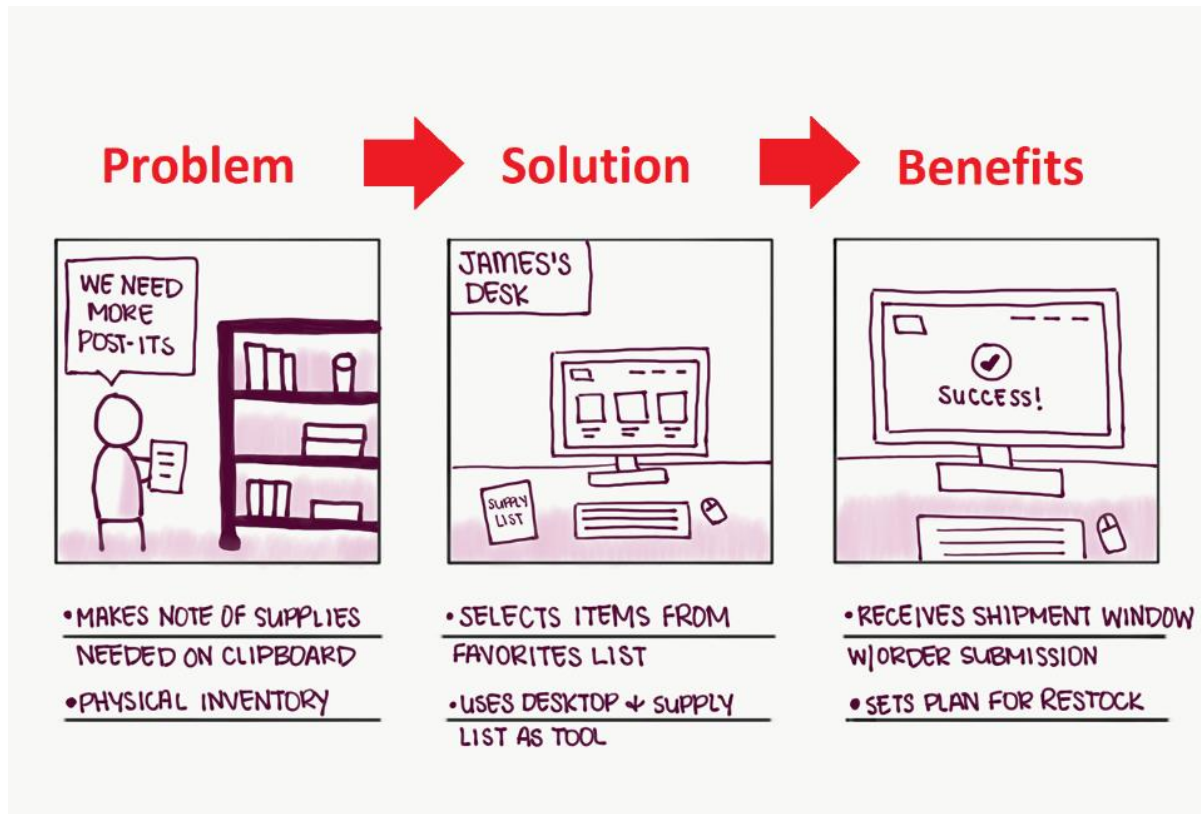 Problem
Solution
Benefits
WE NEED
MORE
POST-ITS
JAMES'S
DESK
SUPPLY
LIST
SUCCESS!
•MAKES NOTE OF SUPPLIES
NEEDED ON CLIPBOARD
•PHYSICAL INVENTORY
•SELECTS ITEMS FROM
FAVORITES LIST
•USES DESKTOP & SUPPLY
LIST AS TOOL
•RECEIVES SHIPMENT WINDOW
W/ORDER SUBMISSION
•SETS PLAN FOR RESTOCK